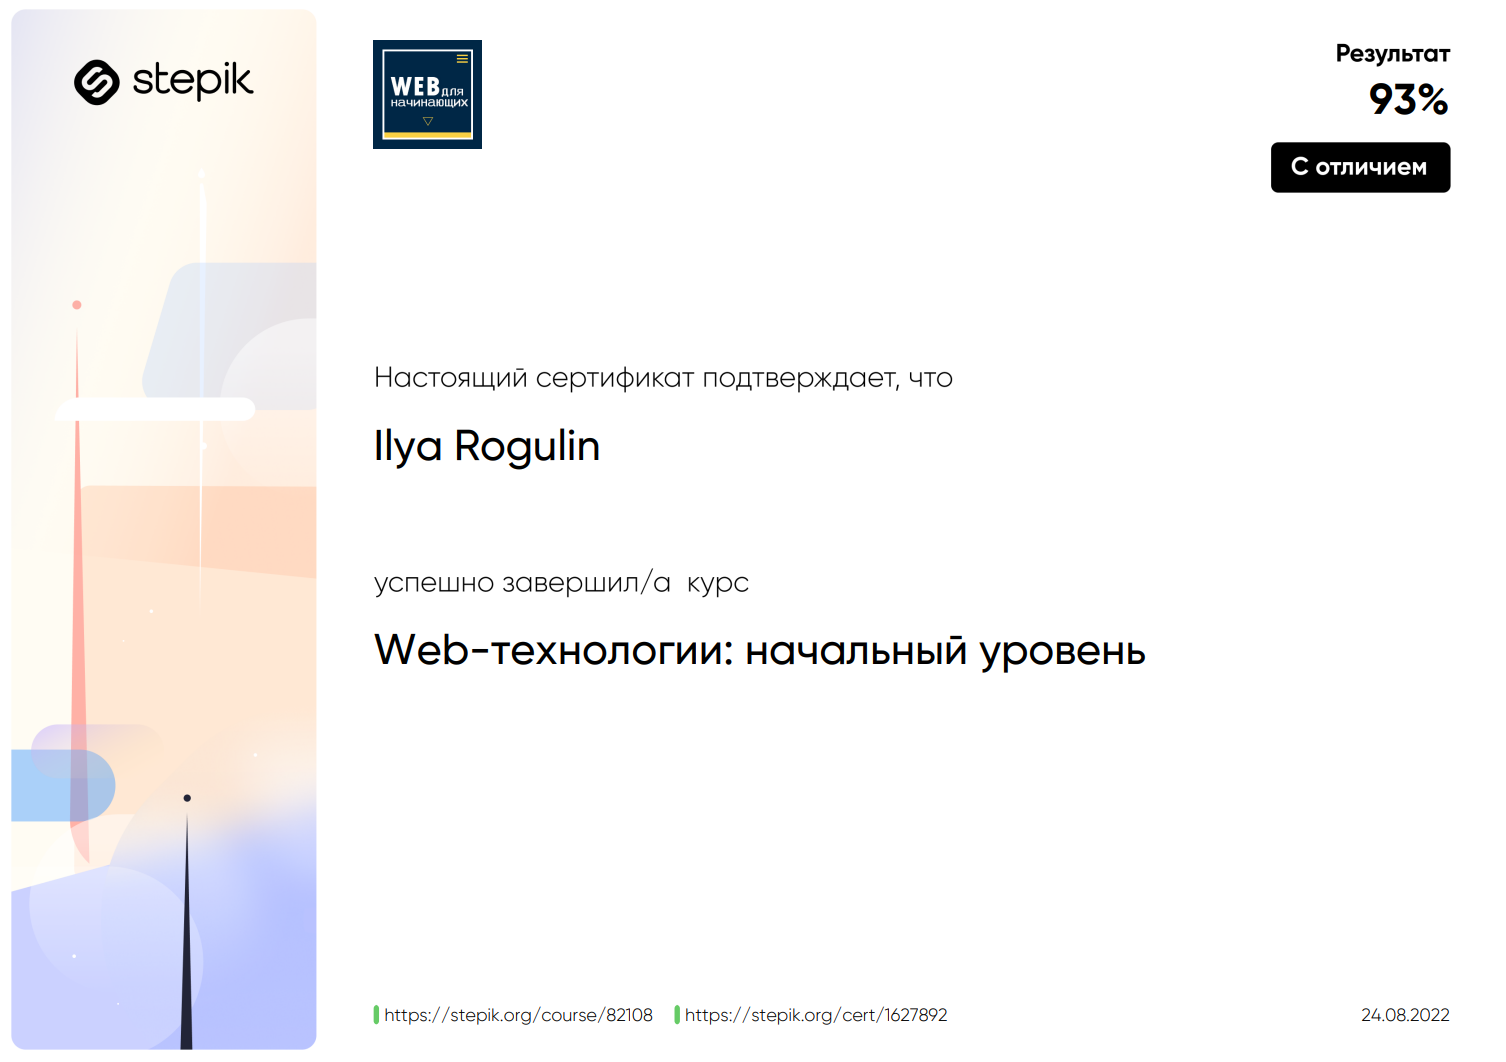 stepik
WEB для
начинающих
Результат
93%
С отличием
Настоящий сертификат подтверждает, что
Ilya Rogulin
успешно завершил/а курс
Web-технологии: начальный уровень
https://stepik.org/course/82108
https://stepik.org/cert/1627892
24.08.2022